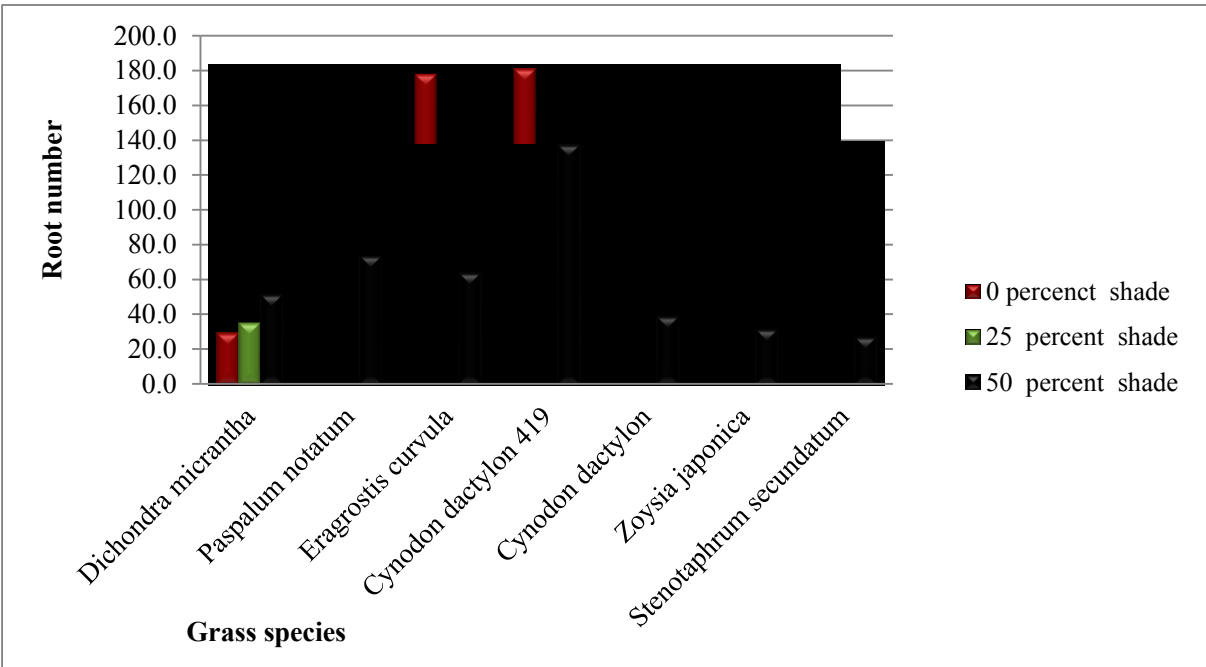 200.0
180.0
160.0
140.0
120.0
100.0
80.0
60.0
40.0
20.0
0.0
Root number
Dichondra micrantha
Paspalum notatum
Eragrostis curvula
Cynodon dactylon 419
Cynodon dactylon
Zoysia japonica
Stenotaphrum secundatum
Grass species
0 percenct shade
25 percent shade
50 percent shade